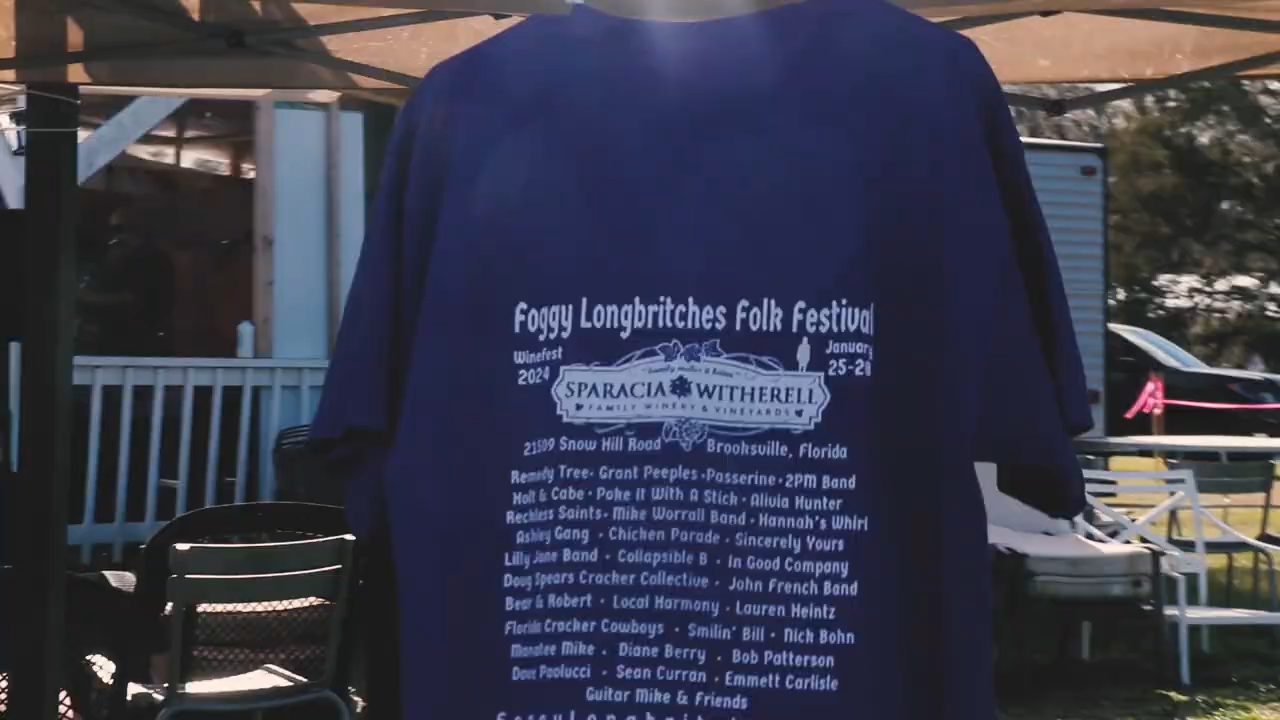 Foggy Longbritches Folk Festival
Winefest
2024
January
25-28
family make & love
SPARACIA WITHERELL
FAMILY WINERY & VINEYARDS
21509 Snow Hill Road Brooksville, Florida
Remedy Tree · Grant Peeples · Passerine · 2PM Band
Holt & Cabe · Poke It With A Stick · Alivia Hunter
Reckless Saints · Mike Worrall Band · Hannah's Whirl
Ashley Gang · Chicken Parade · Sincerely Yours
Lilly Jane Band · Collapsible B · In Good Company
Doug Spears Cracker Collective · John French Band
Bear & Robert · Local Harmony · Lauren Heintz
Florida Cracker Cowboys · Smilin' Bill · Nick Bohn
Manatee Mike · Diane Berry · Bob Patterson
Dave Paolucci · Sean Curran · Emmett Carlisle
Guitar Mike & Friends